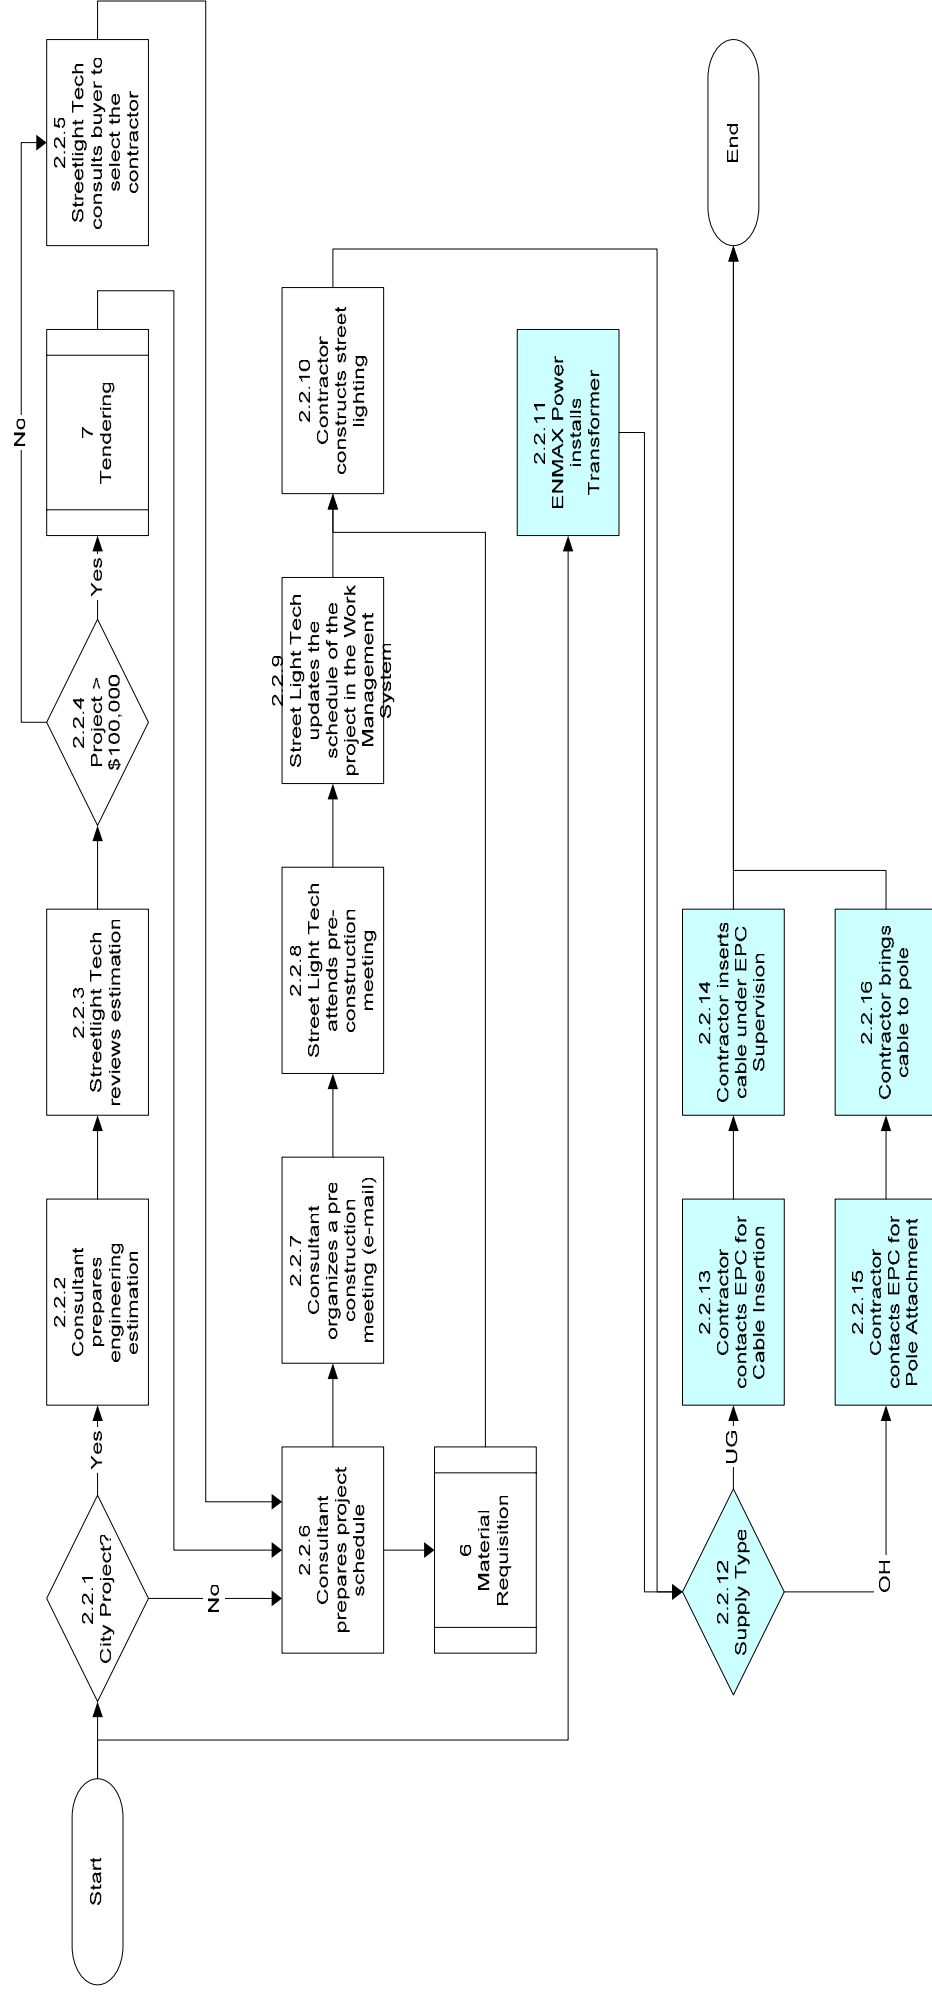 Start
2.2.1
City Project?
Yes
No
2.2.2
Consultant
prepares
engineering
estimation
2.2.3
Streetlight Tech
reviews estimation
2.2.4
Project >
$100,000
Yes
No
7
Tendering
2.2.5
Streetlight Tech
consults buyer to
select the
contractor
2.2.6
Consultant
prepares project
schedule
6
Material
Requisition
2.2.7
Consultant
organizes a pre
construction
meeting (e-mail)
2.2.8
Street Light Tech
attends pre-
construction
meeting
2.2.9
Street Light Tech
updates the
schedule of the
project in the Work
Management
System
2.2.10
Contractor
constructs street
lighting
2.2.11
ENMAX Power
installs
Transformer
2.2.12
Supply Type
UG
OH
2.2.13
Contractor
contacts EPC for
Cable Insertion
2.2.14
Contractor inserts
cable under EPC
Supervision
2.2.15
Contractor
contacts EPC for
Pole Attachment
2.2.16
Contractor brings
cable to pole
End